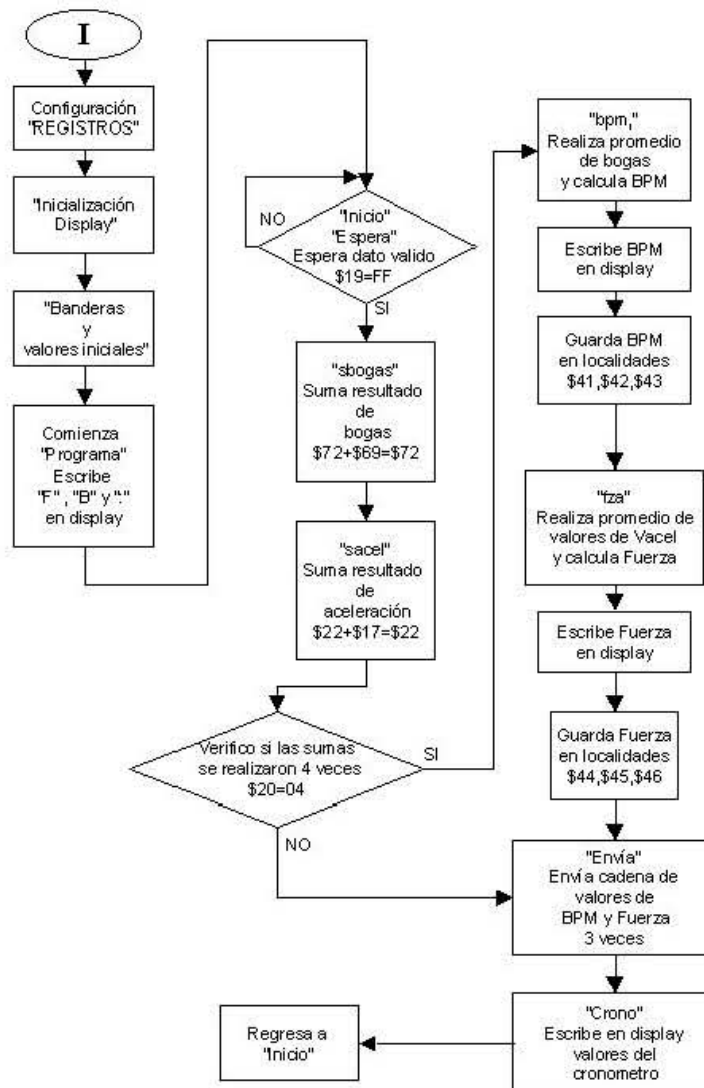 I
Configuración
"REGISTROS"
"Inicialización
Display"
"Banderas
y
valores iniciales"
Comienza
"Programa"
Escribe
"F" , "B" y ":"
en display
NO
"Inicio"
"Espera"
Espera dato valido
$19=FF
SI
"sbogas"
Suma resultado
de
bogas
$72+$69=$72
"sacel"
Suma resultado
de
aceleración
$22+$17=$22
Verifico si las sumas
se realizaron 4 veces
$20=04
SI
NO
"bpm,"
Realiza promedio
de bogas
y calcula BPM
Escribe BPM
en display
Guarda BPM
en localidades
$41,$42,$43
"fza"
Realiza promedio de
valores de Vacel
y calcula Fuerza
Escribe Fuerza
en display
Guarda Fuerza
en localidades
$44,$45,$46
"Envía"
Envía cadena de
valores de
BPM y Fuerza
3 veces
"Crono"
Escribe en display
valores del
cronometro
Regresa a
"Inicio"